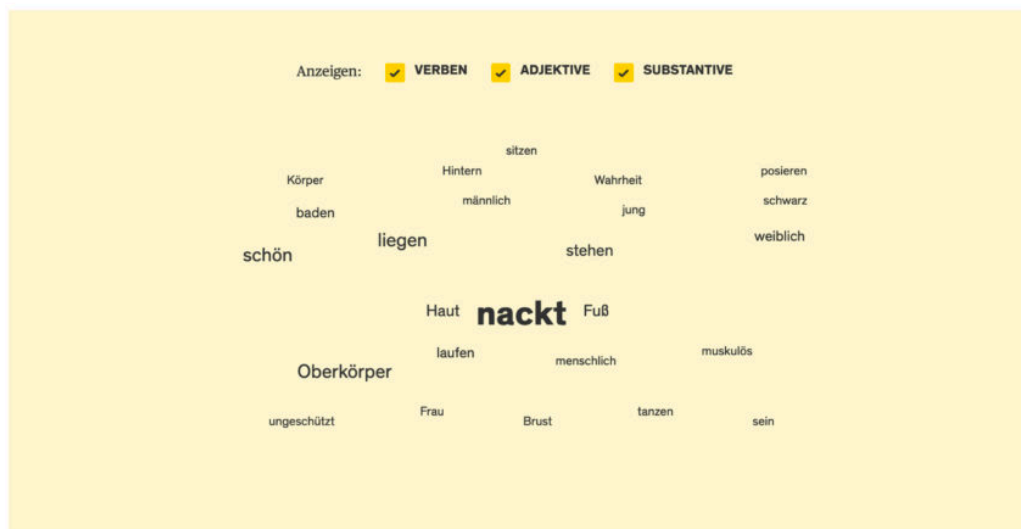 Anzeigen: VERBEN ADJEKTIVE SUBSTANTIVE
sitzen
Körper Hintern Wahrheit posieren
baden männlich jung schwarz
schön liegen stehen weiblich
Haut nackt Fuß
Oberkörper laufen menschlich muskulös
ungeschützt Frau Brust tanzen sein